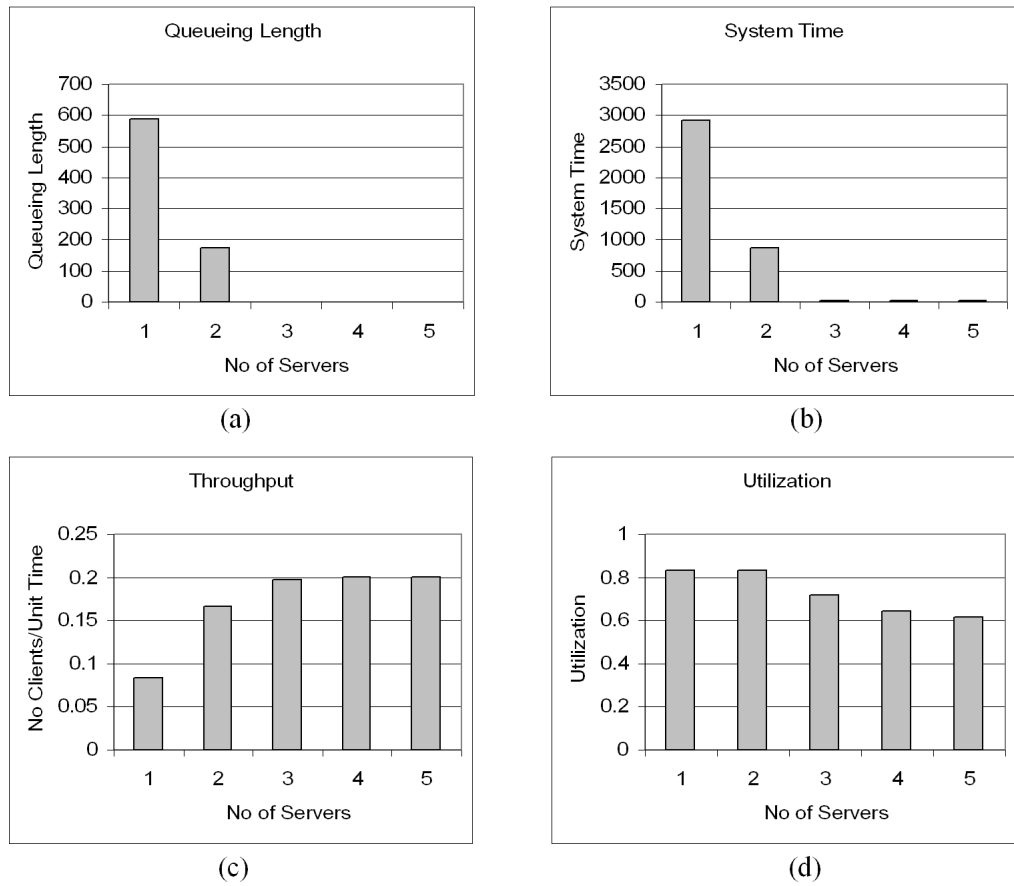 Queueing Length
700
600
500
400
300
200
100
0
Queueing Length
1 2 3 4 5
No of Servers
(a)
System Time
3500
3000
2500
2000
1500
1000
500
0
System Time
1 2 3 4 5
No of Servers
(b)
Throughput
0.25
0.2
0.15
0.1
0.05
0
No Clients/Unit Time
1 2 3 4 5
No of Servers
(c)
Utilization
1
0.8
0.6
0.4
0.2
0
Utilization
1 2 3 4 5
No of Servers
(d)